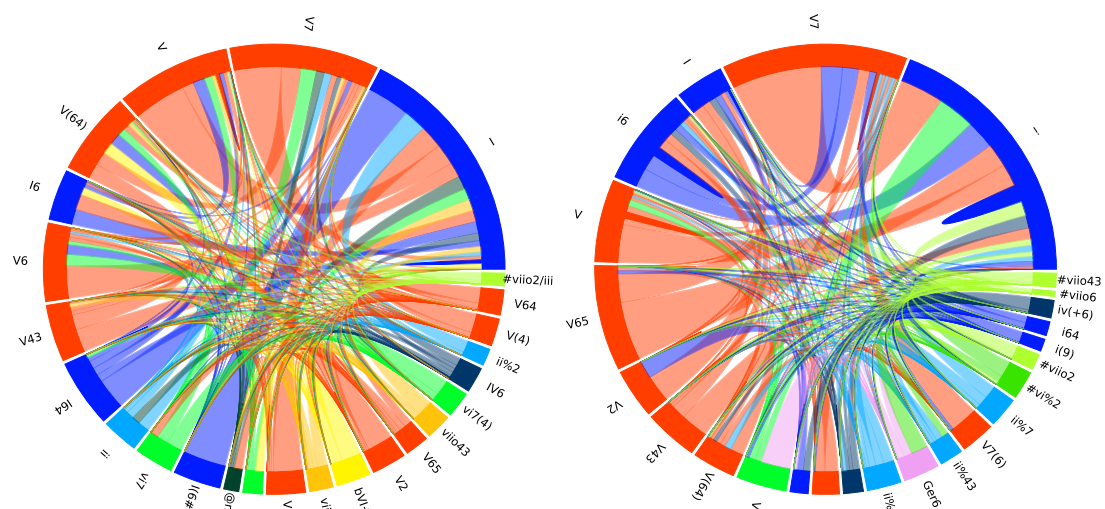 V7
V
V(64)
I6
V6
V43
I64
ii
vi7
I(6#
V
bVI
V2
V65
viio43
vi7(4)
IV6
ii%2
V(4)
V64
#viio2/iii
I
V7
I
i6
V
V65
V2
V43
V(64)
ii%
Ger6
ii%43
V7(6)
ii%7
#vi%2
#viio2
i(9)
i64
iv(+6)
#viio6
#viio43
i